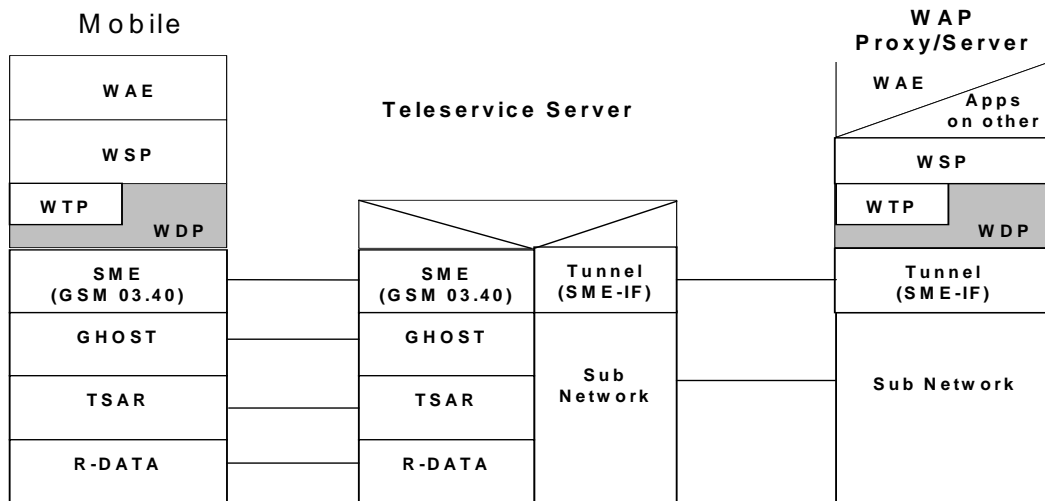 Mobile
WAE
WSP
WTP
WDP
SME
(GSM 03.40)
GHOST
TSAR
R-DATA
Teleservice Server
SME
(GSM 03.40)
GHOST
TSAR
R-DATA
Tunnel
(SME-IF)
Sub
Network
WAP
Proxy/Server
WAE
Apps
on other
WSP
WTP
WDP
Tunnel
(SME-IF)
Sub Network